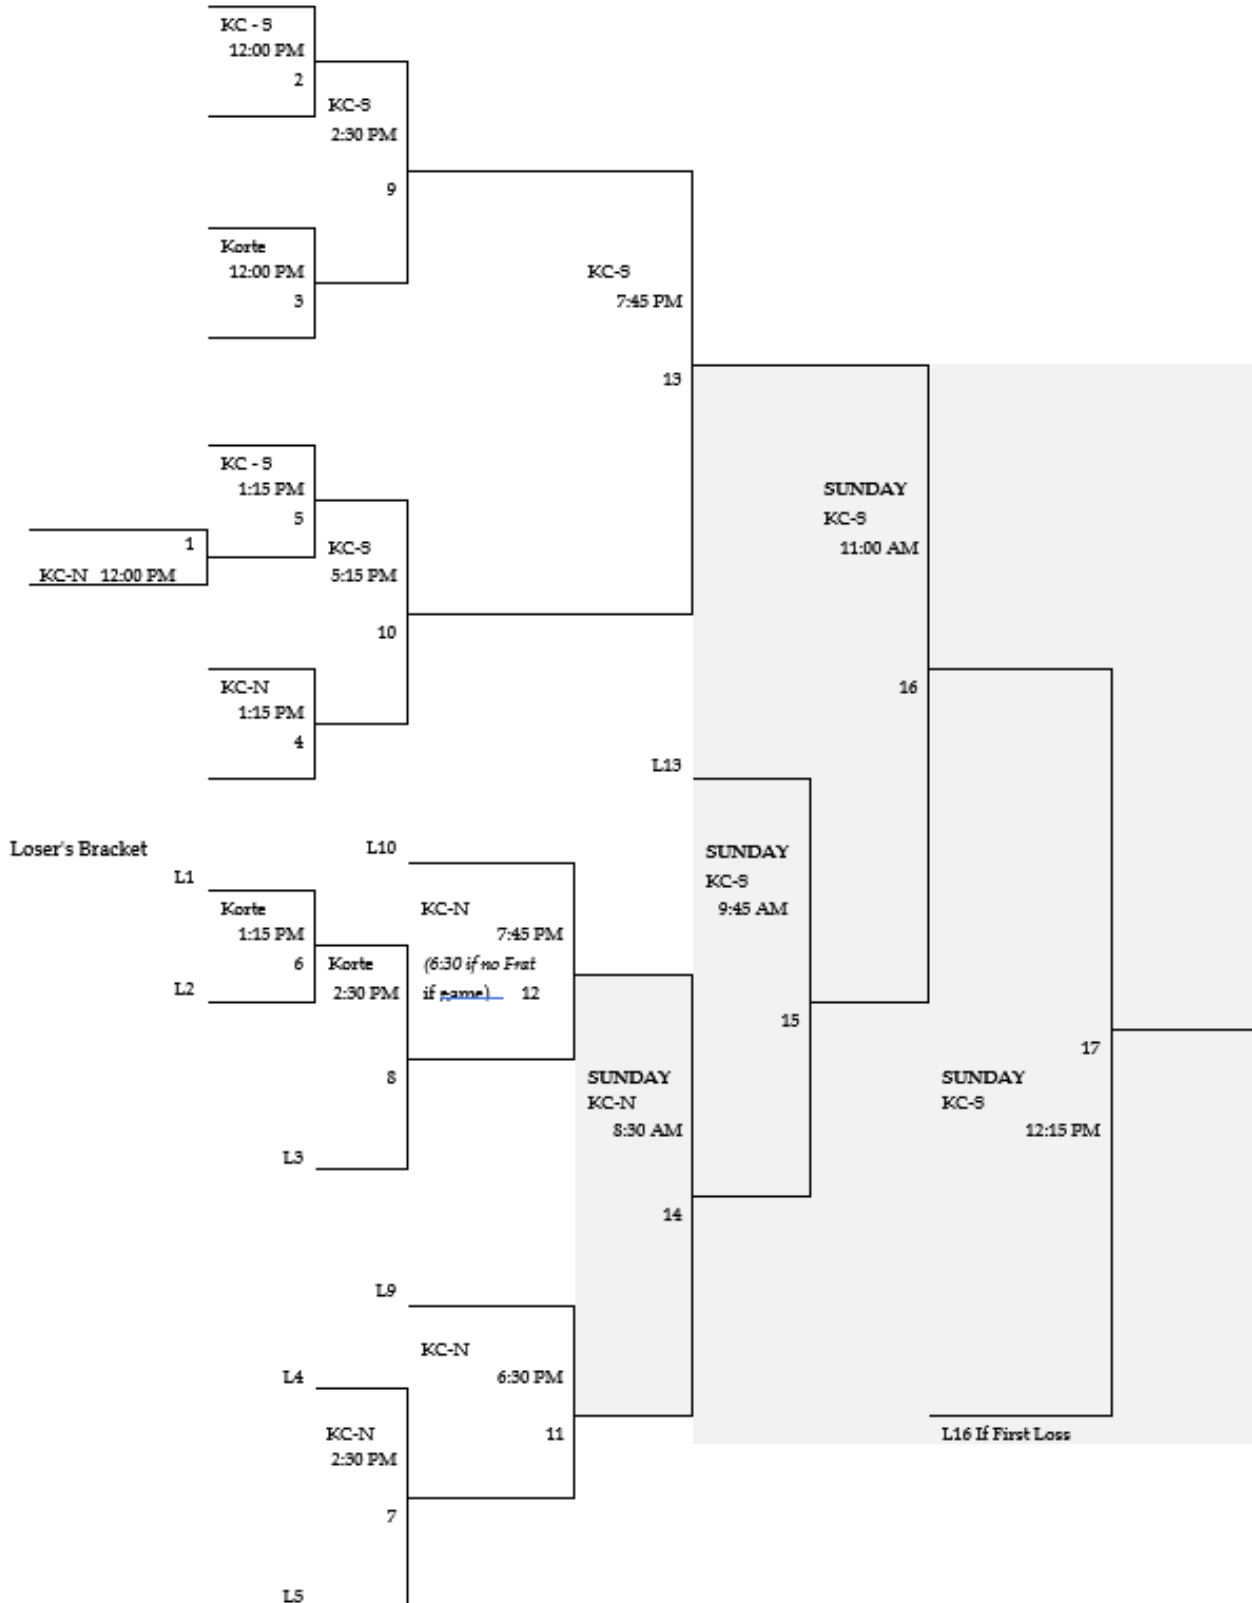 KC - S
12:00 PM
2
KC-S
2:30 PM
9
Korte
12:00 PM
3
KC-S
7:45 PM
13
KC - S
1:15 PM
5
1
KC-N 12:00 PM
KC-S
5:15 PM
10
KC-N
1:15 PM
4
SUNDAY
KC-S
11:00 AM
16
L13
Loser's Bracket
L1
Korte
1:15 PM
6
L2
Korte
2:30 PM
8
L3
L10
KC-N
7:45 PM
(6:30 if no Frst
if game) 12
SUNDAY
KC-S
9:45 AM
15
SUNDAY
KC-N
8:30 AM
14
17
SUNDAY
KC-S
12:15 PM
L9
KC-N
6:30 PM
11
L4
KC-N
2:30 PM
7
L5
L16 If First Loss